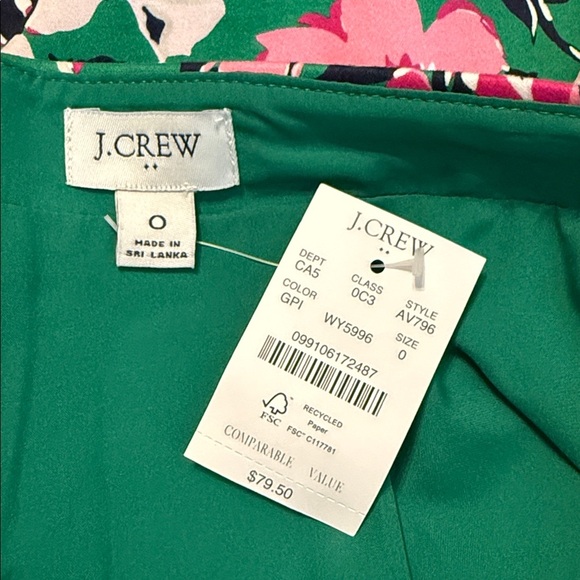 J.CREW
0
MADE IN
SRI LANKA
J.CREW
DEPT CLASS STYLE
CA5 0C3 AV796
COLOR SIZE
GPI WY5996 0
099106172487
FSC
RECYCLED
Paper
FSC™ C117781
COMPARABLE VALUE
$79.50